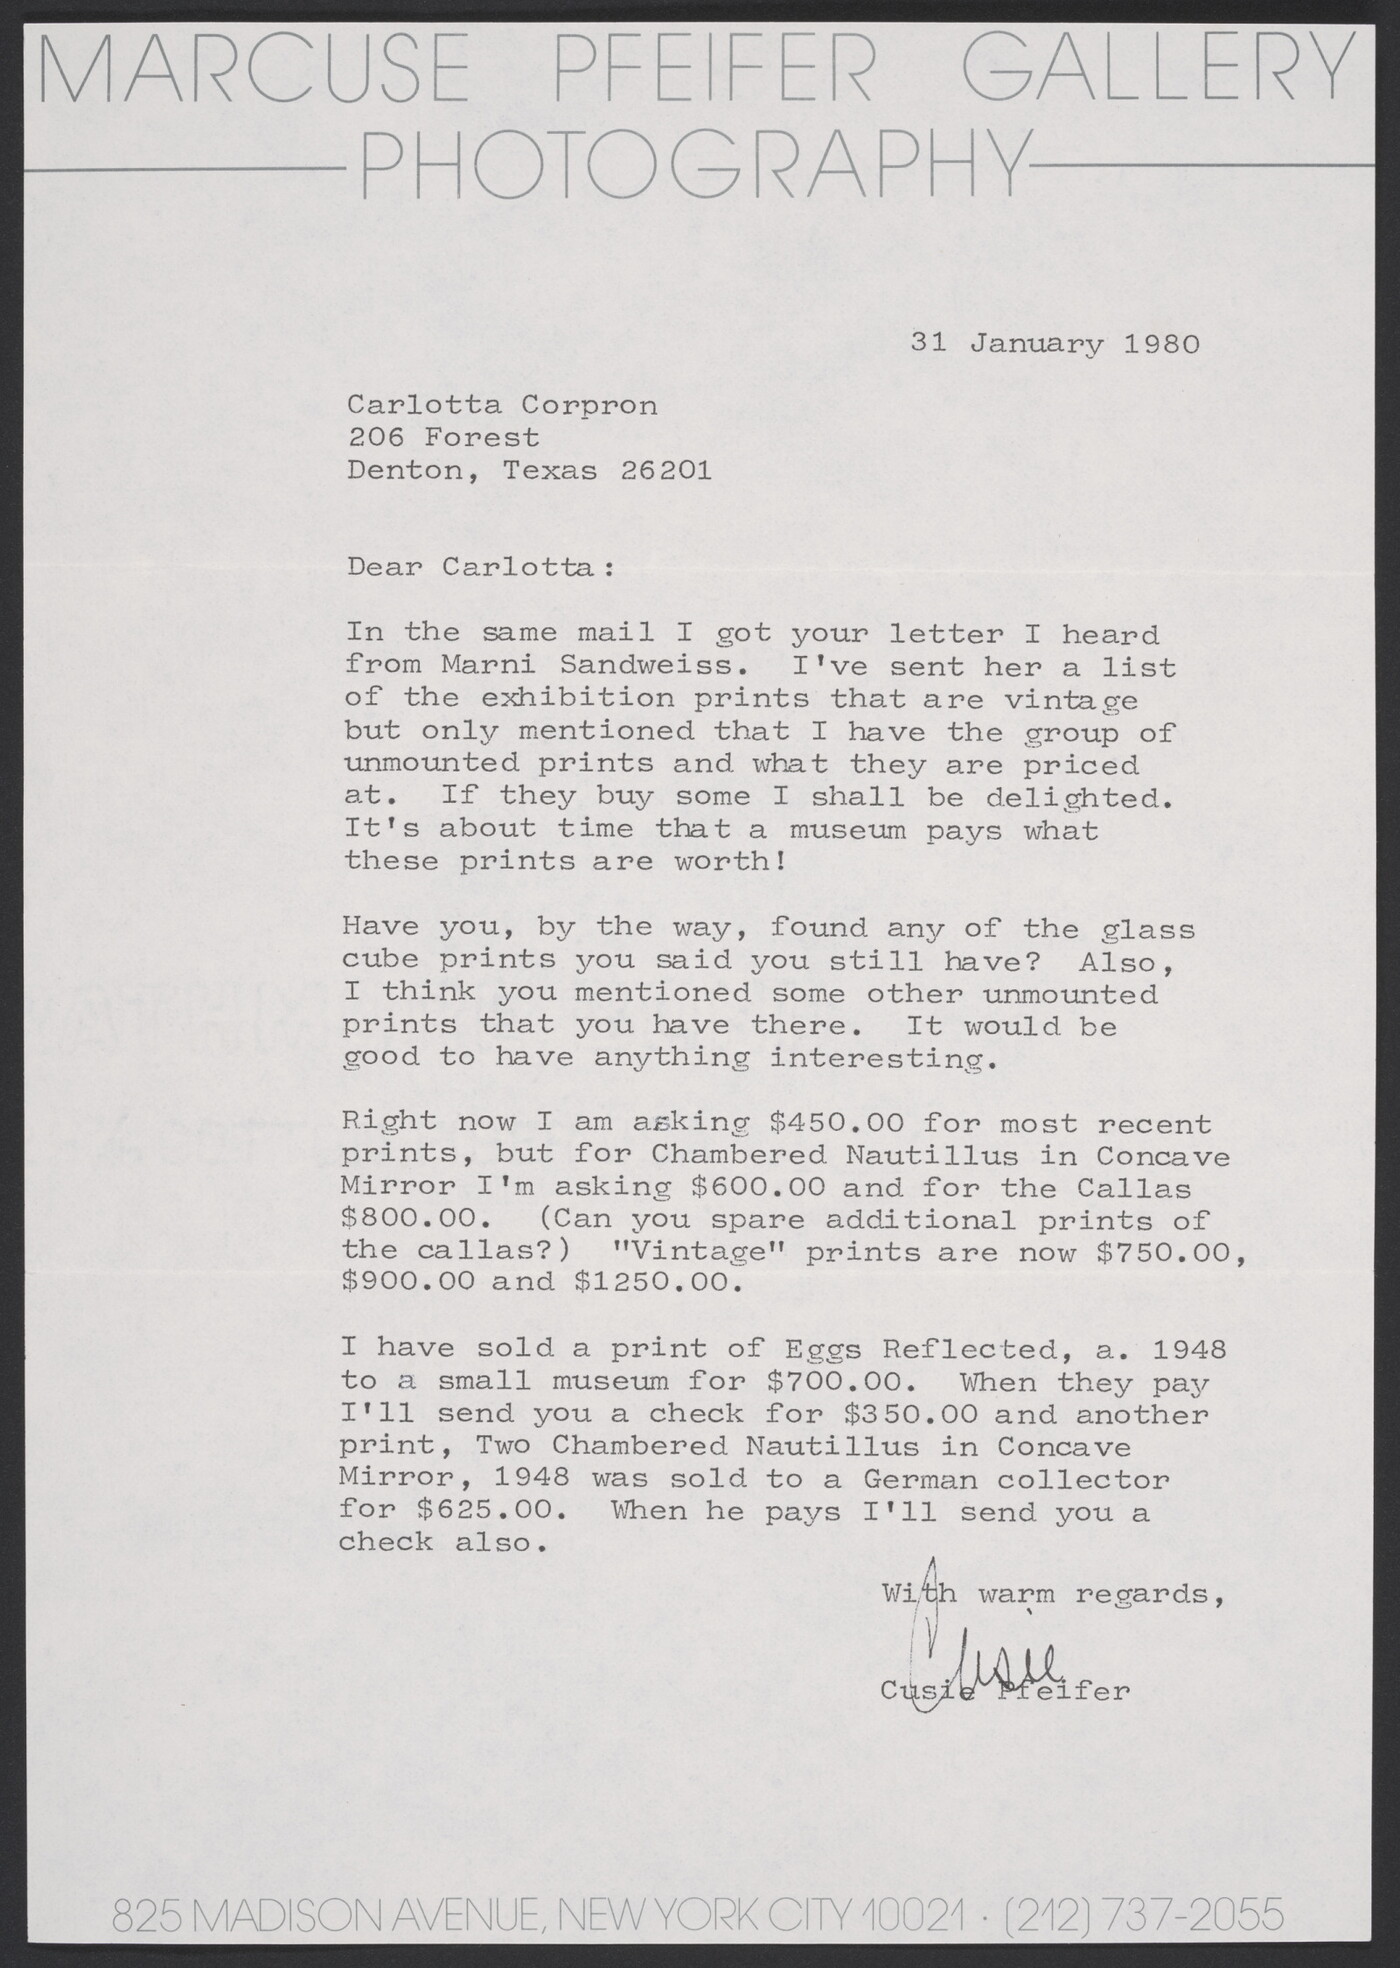 MARCUSE PFEIFER GALLERY
PHOTOGRAPHY
31 January 1980
Carlotta Corpron
206 Forest
Denton, Texas 26201
Dear Carlotta:
In the same mail I got your letter I heard
from Marni Sandweiss. I've sent her a list
of the exhibition prints that are vintage
but only mentioned that I have the group of
unmounted prints and what they are priced
at. If they buy some I shall be delighted.
It's about time that a museum pays what
these prints are worth!
Have you, by the way, found any of the glass
cube prints you said you still have? Also,
I think you mentioned some other unmounted
prints that you have there. It would be
good to have anything interesting.
Right now I am asking $450.00 for most recent
prints, but for Chambered Nautillus in Concave
Mirror I'm asking $600.00 and for the Callas
$800.00. (Can you spare additional prints of
the callas?) "Vintage" prints are now $750.00,
$900.00 and $1250.00.
I have sold a print of Eggs Reflected, a. 1948
to a small museum for $700.00. When they pay
I'll send you a check for $350.00 and another
print, Two Chambered Nautillus in Concave
Mirror, 1948 was sold to a German collector
for $625.00. When he pays I'll send you a
check also.
With warm regards,
Cusie
Cusie Pfeifer
825 MADISON AVENUE, NEW YORK CITY 10021 · (212) 737-2055